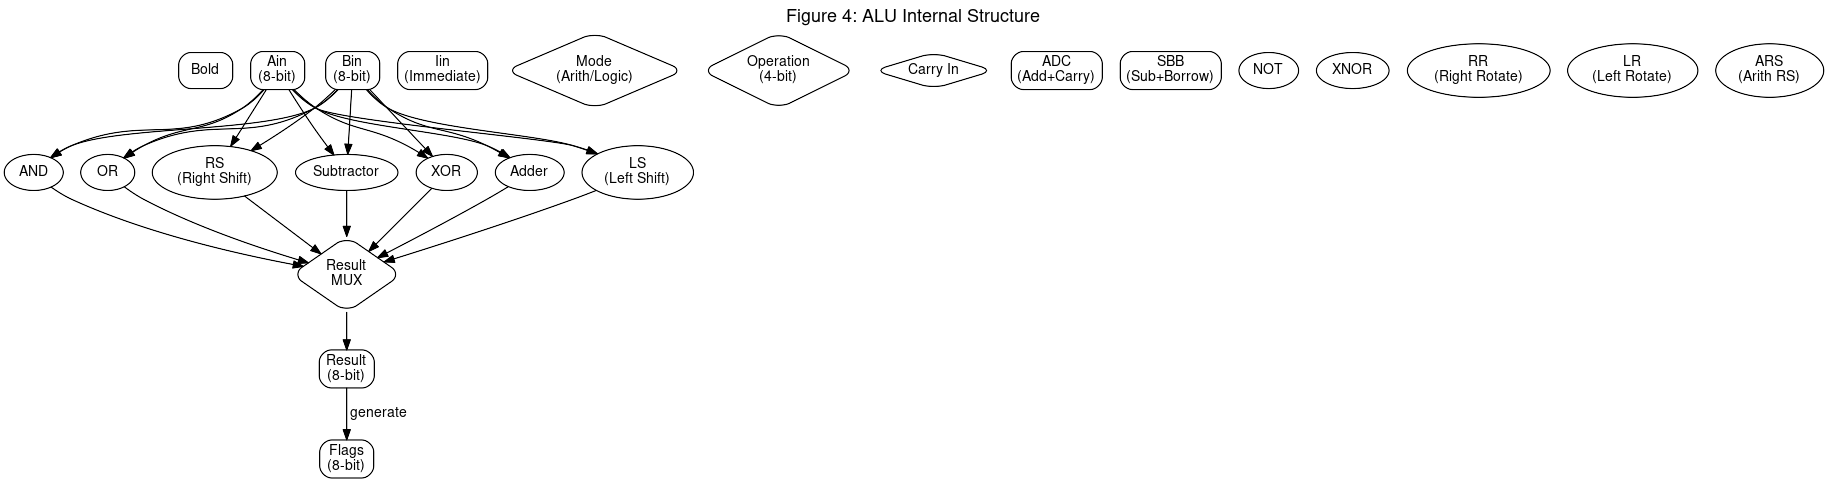 Figure 4: ALU Internal Structure
Bold
Ain
(8-bit)
Bin
(8-bit)
Iin
(Immediate)
Mode
(Arith/Logic)
Operation
(4-bit)
Carry In
ADC
(Add+Carry)
SBB
(Sub+Borrow)
NOT
XNOR
RR
(Right Rotate)
LR
(Left Rotate)
ARS
(Arith RS)
AND
OR
RS
(Right Shift)
Subtractor
XOR
Adder
LS
(Left Shift)
Result
MUX
Result
(8-bit)
generate
Flags
(8-bit)